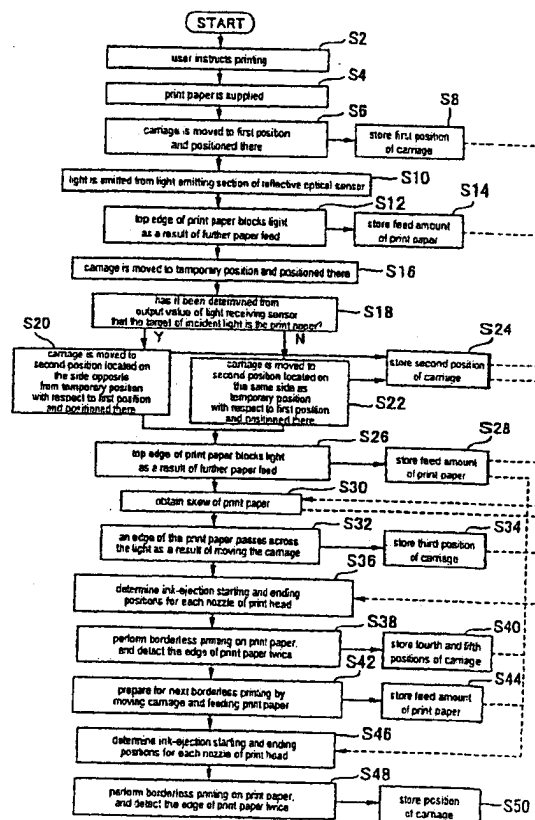 START
S2
user instructs printing
S4
print paper is supplied
S6
S8
carriage is moved to first position
and positioned there
store first position
of carriage
light is emitted from light emitting section of reflective optical sensor
S10
S12
S14
top edge of print paper blocks light
as a result of further paper feed
store feed amount
of print paper
carriage is moved to temporary position and positioned there
S16
has it been determined from
output value of light receiving sensor
that the target of incident light is the print paper?
S18
S20
Y
N
S24
carriage is moved to
second position located on
the side opposite
from temporary position
with respect to first position
and positioned there
carriage is moved to
second position located on
the same side as
temporary position
with respect to first position
and positioned there
store second position
of carriage
S22
S26
S28
top edge of print paper blocks light
as a result of further paper feed
store feed amount
of print paper
S30
obtain skew of print paper
S32
S34
an edge of the print paper passes across
the light as a result of moving the carriage
store third position
of carriage
S36
determine ink-ejection starting and ending
positions for each nozzle of print head
S38
S40
perform borderless printing on print paper,
and detect the edge of print paper twice
store fourth and fifth
positions of carriage
S42
S44
prepare for next borderless printing by
moving carriage and feeding print paper
store feed amount
of print paper
S46
determine ink-ejection starting and ending
positions for each nozzle of print head
S48
perform borderless printing on print paper,
and detect the edge of print paper twice
store position
of carriage
S50